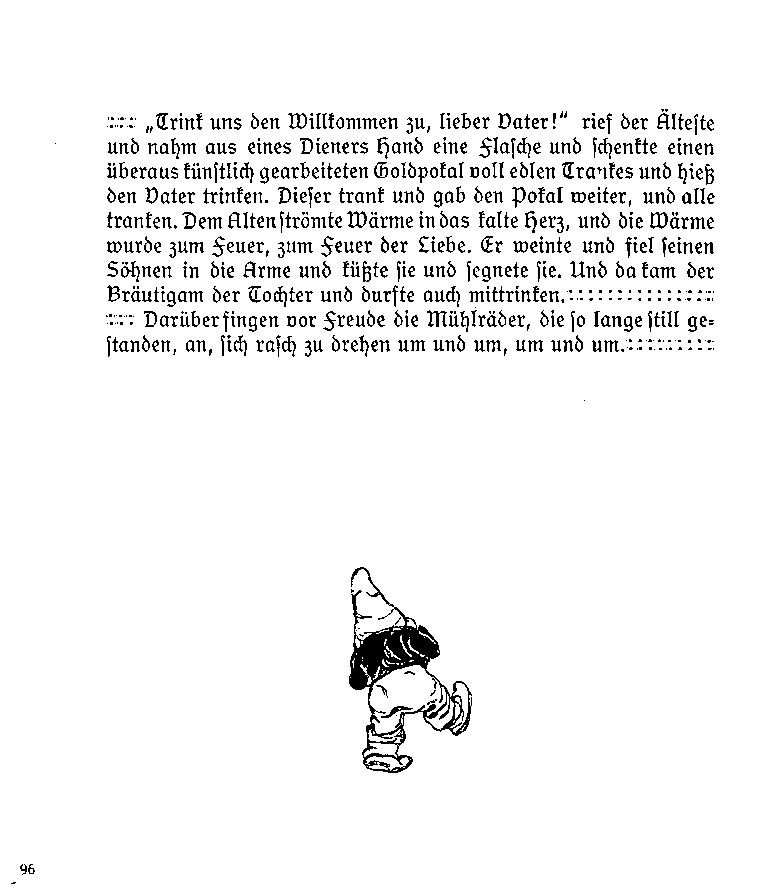 „Trink uns den Willkommen zu, lieber Vater!“ rief der Älteste
und nahm aus eines Dieners Hand eine Flasche und schenkte einen
überaus künstlich gearbeiteten Goldpokal voll edlen Trankes und hieß
den Vater trinken. Dieser trank und gab den Pokal weiter, und alle
tranken. Dem Alten strömte Wärme in das kalte Herz, und die Wärme
wurde zum Feuer, zum Feuer der Liebe. Er weinte und fiel seinen
Söhnen in die Arme und küßte sie und segnete sie. Und da kam der
Bräutigam der Tochter und durfte auch mittrinken.
Darüber fingen vor Freude die Mühlräder, die so lange still ge=
standen, an, sich rasch zu drehen um und um, um und um.
96